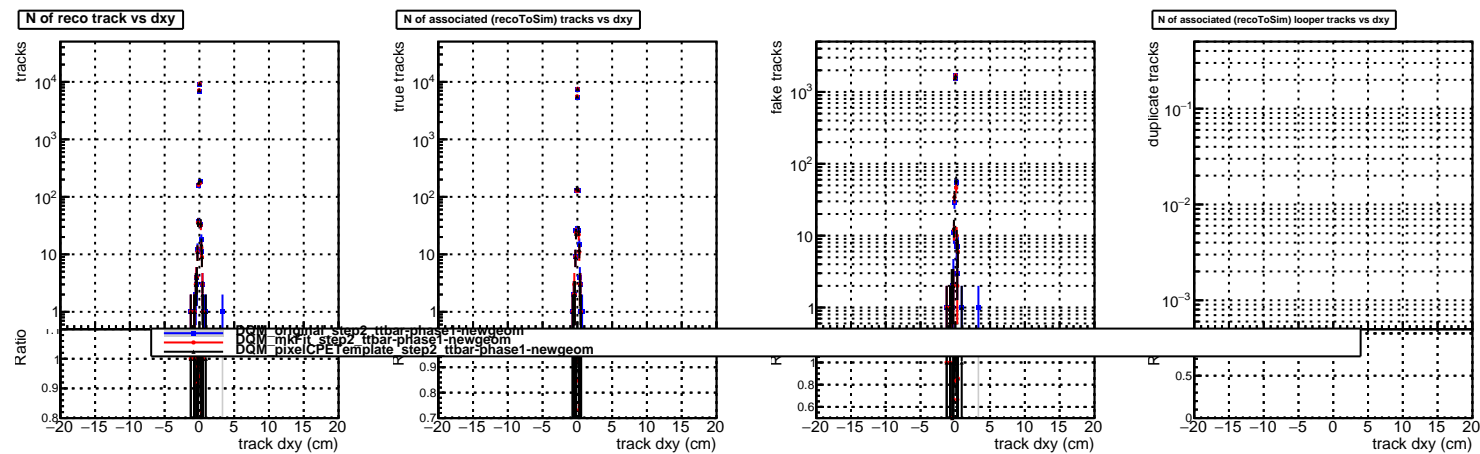 N of reco track vs dxy
tracks
10⁴
10³
10²
10
1
Ratio
1
0.9
0.8
−20 −15 −10 −5 0 5 10 15 20
track dxy (cm)
N of associated (recoToSim) tracks vs dxy
true tracks
10⁴
10³
10²
10
1
0.9
0.8
0.7
−20 −15 −10 −5 0 5 10 15 20
track dxy (cm)
fake tracks
10³
10²
10
1
1
0.8
0.6
−20 −15 −10 −5 0 5 10 15 20
track dxy (cm)
N of associated (recoToSim) looper tracks vs dxy
duplicate tracks
10⁻¹
10⁻²
10⁻³
0.5
0
−20 −15 −10 −5 0 5 10 15 20
track dxy (cm)
DQM_original_step2_ttbar-phase1-newgeom
DQM_mkFit_step2_ttbar-phase1-newgeom
DQM_pixelCPETemplate_step2_ttbar-phase1-newgeom